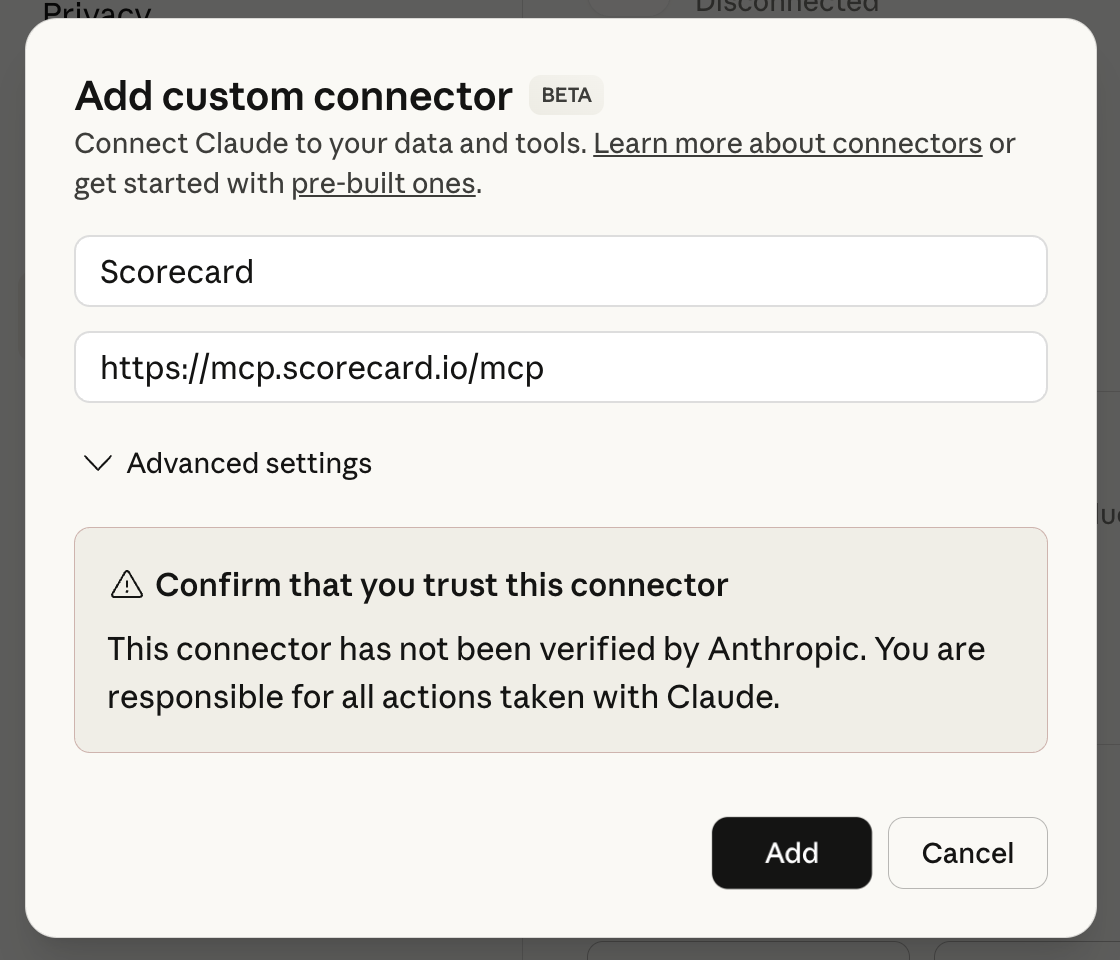 Privacy
Disconnected
Add custom connector BETA
Connect Claude to your data and tools. Learn more about connectors or
get started with pre-built ones.
Scorecard
https://mcp.scorecard.io/mcp
Advanced settings
Confirm that you trust this connector
This connector has not been verified by Anthropic. You are
responsible for all actions taken with Claude.
Add
Cancel